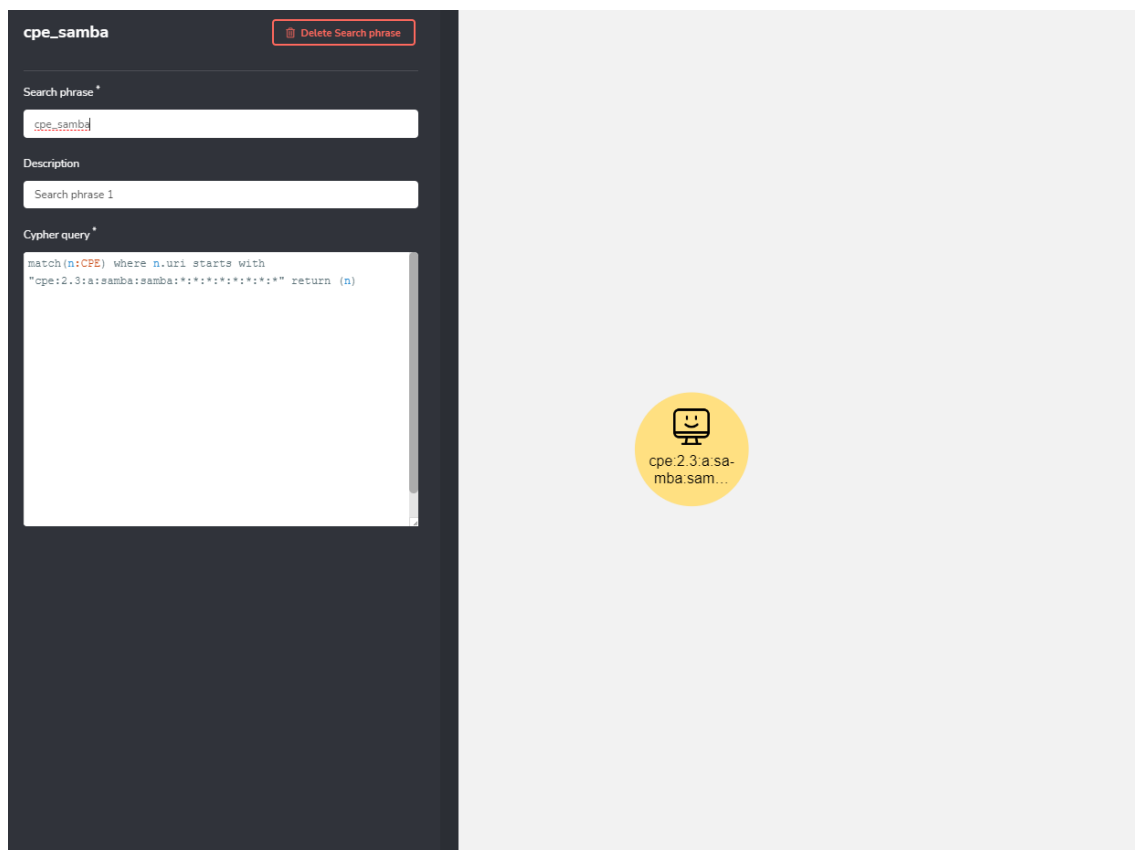 cpe_samba
Delete Search phrase
Search phrase *
cpe_samba
Description
Search phrase 1
Cypher query *
match(n:CPE) where n.uri starts with
"cpe:2.3:a:samba:samba:*:*:*:*:*:*:*:*" return (n)
cpe:2.3:a:sa-
mba:sam...